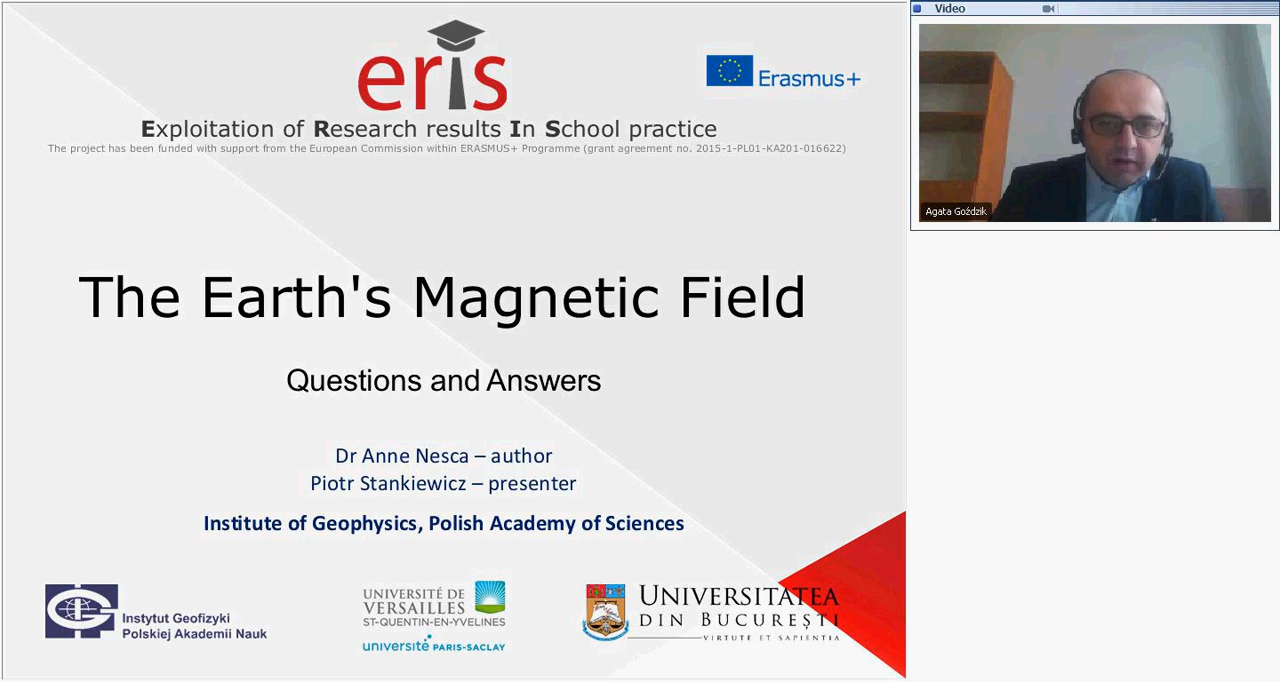 eris
Erasmus+
Exploitation of Research results In School practice
The project has been funded with support from the European Commission within ERASMUS+ Programme (grant agreement no. 2015-1-PL01-KA201-016622)
The Earth's Magnetic Field
Questions and Answers
Dr Anne Nesca – author
Piotr Stankiewicz – presenter
Institute of Geophysics, Polish Academy of Sciences
Instytut Geofizyki
Polskiej Akademii Nauk
UNIVERSITÉ DE
VERSAILLES
ST-QUENTIN-EN-YVELINES
université PARIS-SACLAY
UNIVERSITATEA
DIN BUCUREȘTI
VIRTUTE ET SAPIENTIA
Video
Agata Goździk